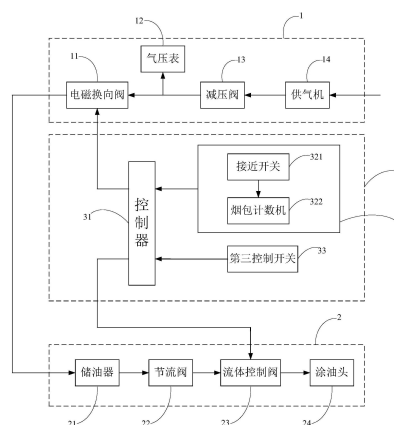 1
12
气压表
11
13
14
电磁换向阀
减压阀
供气机
接近开关
321
控制器
31
烟包计数机
322
第三控制开关
33
2
储油器
节流阀
流体控制阀
涂油头
21
22
23
24